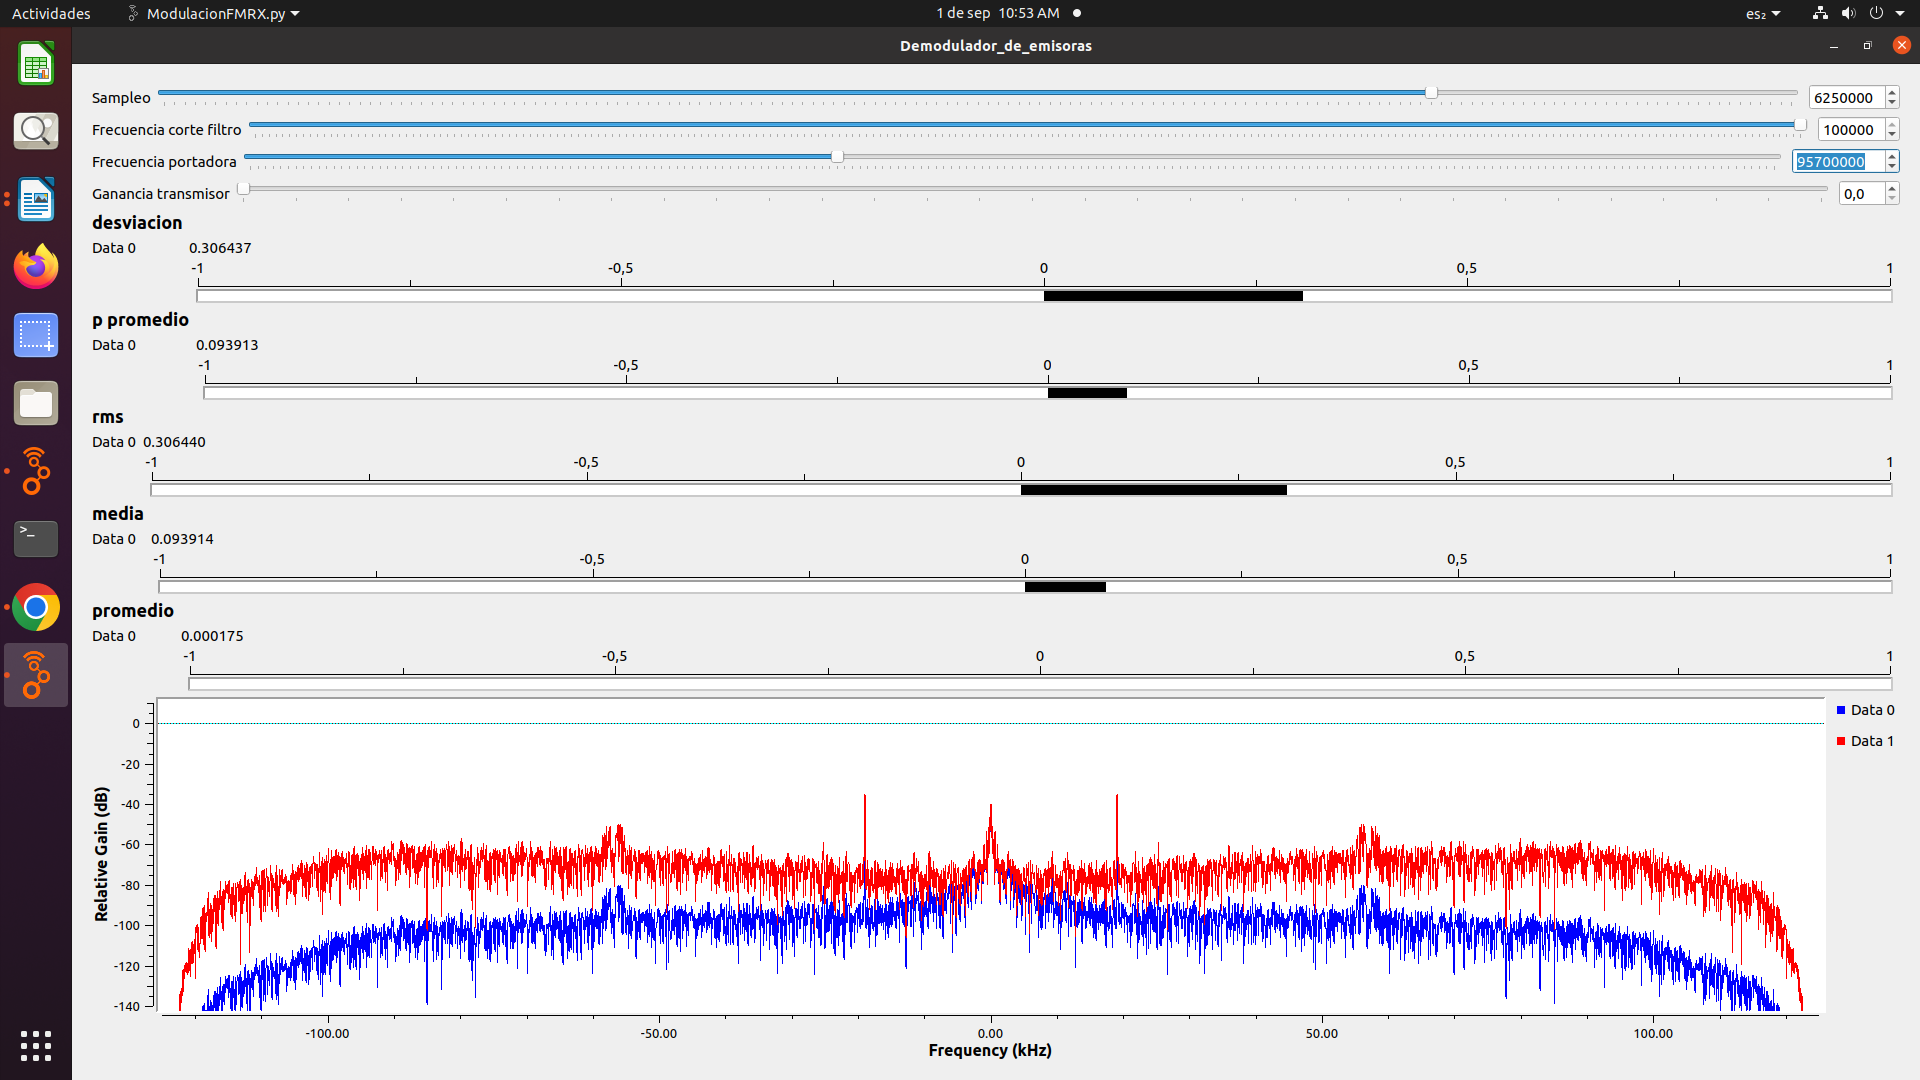 Actividades ModulacionFMRX.py 1 de sep 10:53 AM es₂
Demodulador_de_emisoras
Sampleo 6250000
Frecuencia corte filtro 100000
Frecuencia portadora 95700000
Ganancia transmisor 0,0
desviacion
Data 0 0.306437
-1 -0,5 0 0,5 1
p promedio
Data 0 0.093913
-1 -0,5 0 0,5 1
rms
Data 0 0.306440
-1 -0,5 0 0,5 1
media
Data 0 0.093914
-1 -0,5 0 0,5 1
promedio
Data 0 0.000175
-1 -0,5 0 0,5 1
Data 0
Data 1
Relative Gain (dB)
0
-20
-40
-60
-80
-100
-120
-140
-100.00 -50.00 0.00 50.00 100.00
Frequency (kHz)